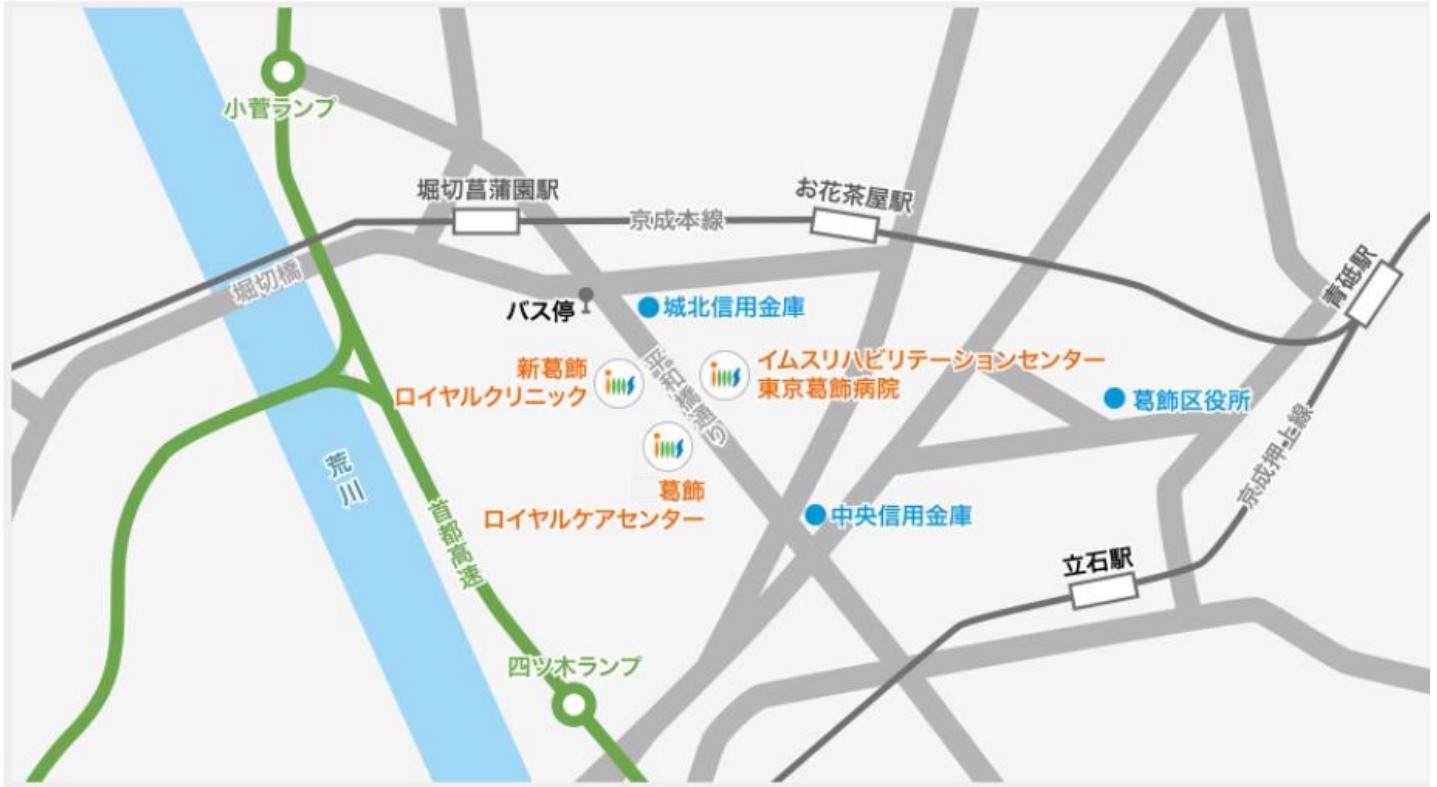 小菅ランプ
堀切菖蒲園駅
お花茶屋駅
京成本線
堀切橋
青砥駅
バス停
城北信用金庫
新葛飾
ロイヤルクリニック
ims
平和橋通り
ims
イムスリハビリテーションセンター
東京葛飾病院
葛飾区役所
ims
葛飾
ロイヤルケアセンター
荒川
首都高速
中央信用金庫
京成押上線
立石駅
四ツ木ランプ